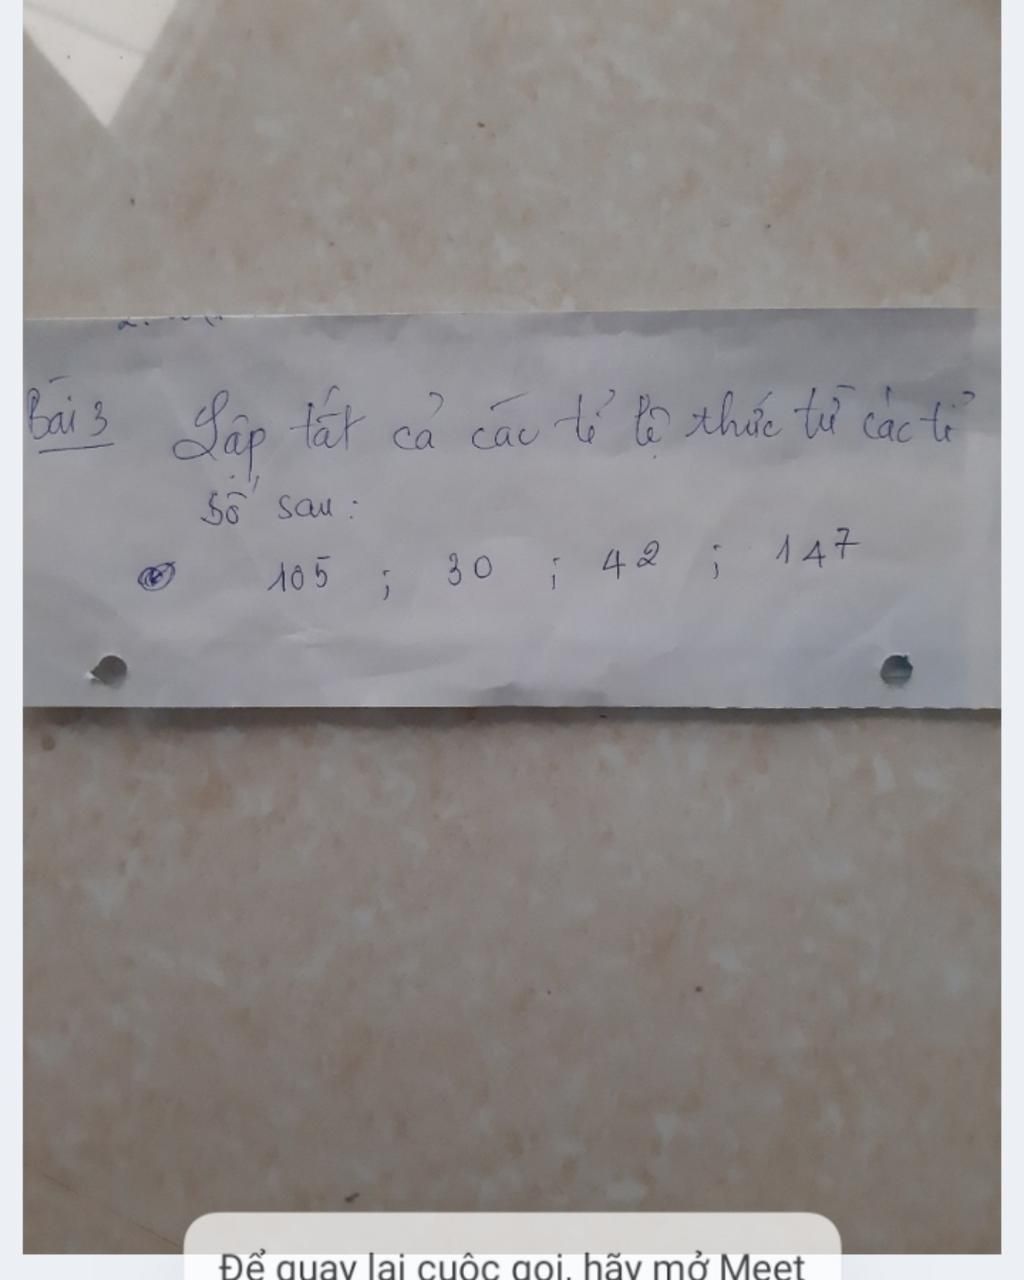 Bài 3 Lập tất cả các tỉ lệ thức từ các tỉ
số sau:
105 ; 30 ; 42 ; 147
Để quay lại cuộc gọi, hãy mở Meet